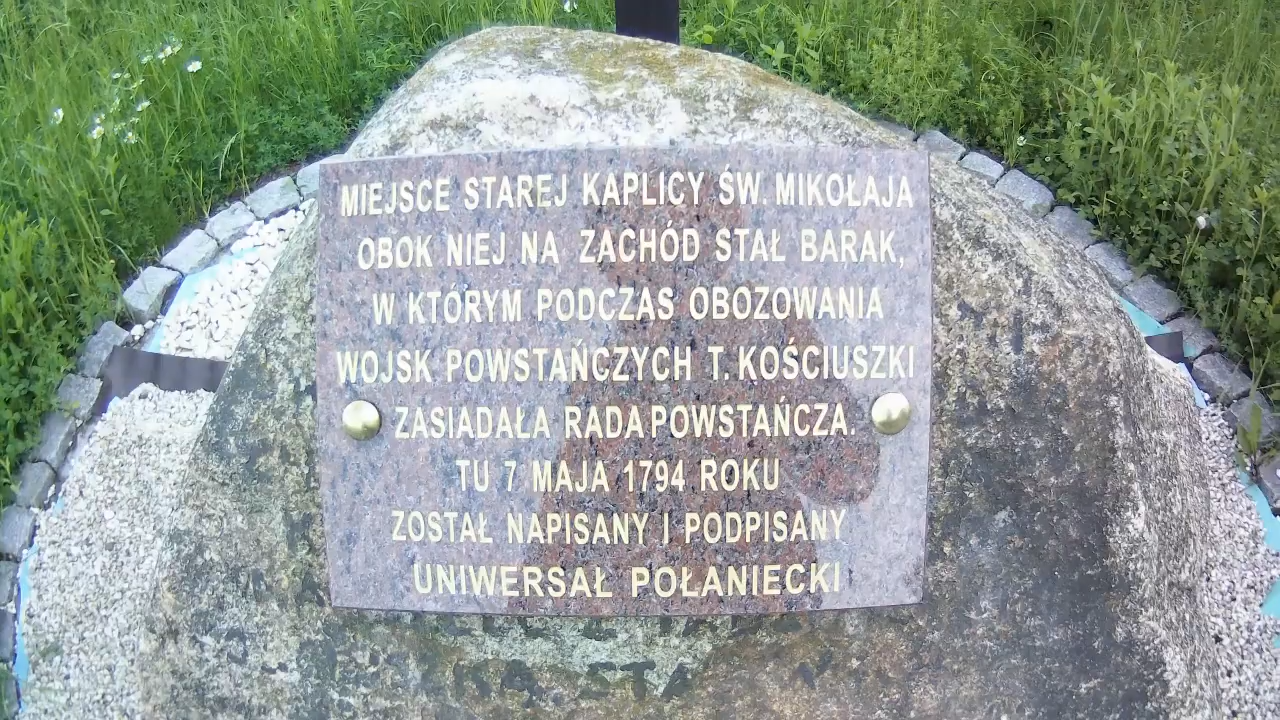 MIEJSCE STAREJ KAPLICY ŚW. MIKOŁAJA
OBOK NIEJ NA ZACHÓD STAŁ BARAK,
W KTÓRYM PODCZAS OBOZOWANIA
WOJSK POWSTAŃCZYCH T. KOŚCIUSZKI
ZASIADAŁA RADA POWSTAŃCZA.
TU 7 MAJA 1794 ROKU
ZOSTAŁ NAPISANY I PODPISANY
UNIWERSAŁ POŁANIECKI